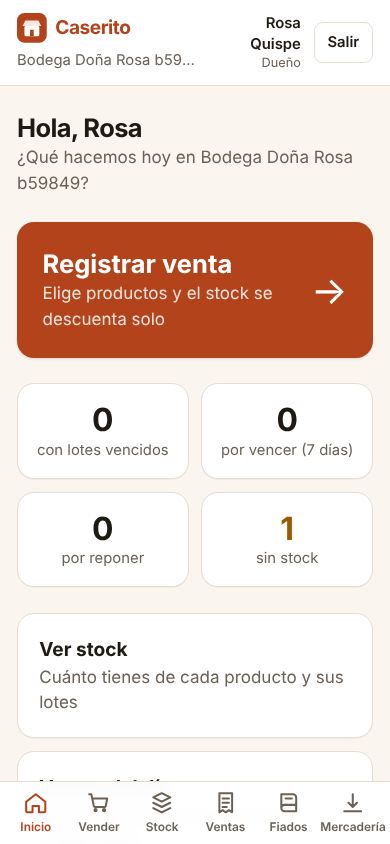 Caserito
Bodega Doña Rosa b59...
Rosa
Quispe
Dueño
Salir
Hola, Rosa
¿Qué hacemos hoy en Bodega Doña Rosa
b59849?
Registrar venta
Elige productos y el stock se
descuenta solo
0
con lotes vencidos
0
por vencer (7 días)
0
por reponer
1
sin stock
Ver stock
Cuánto tienes de cada producto y sus
lotes
Inicio
Vender
Stock
Ventas
Fiados
Mercadería